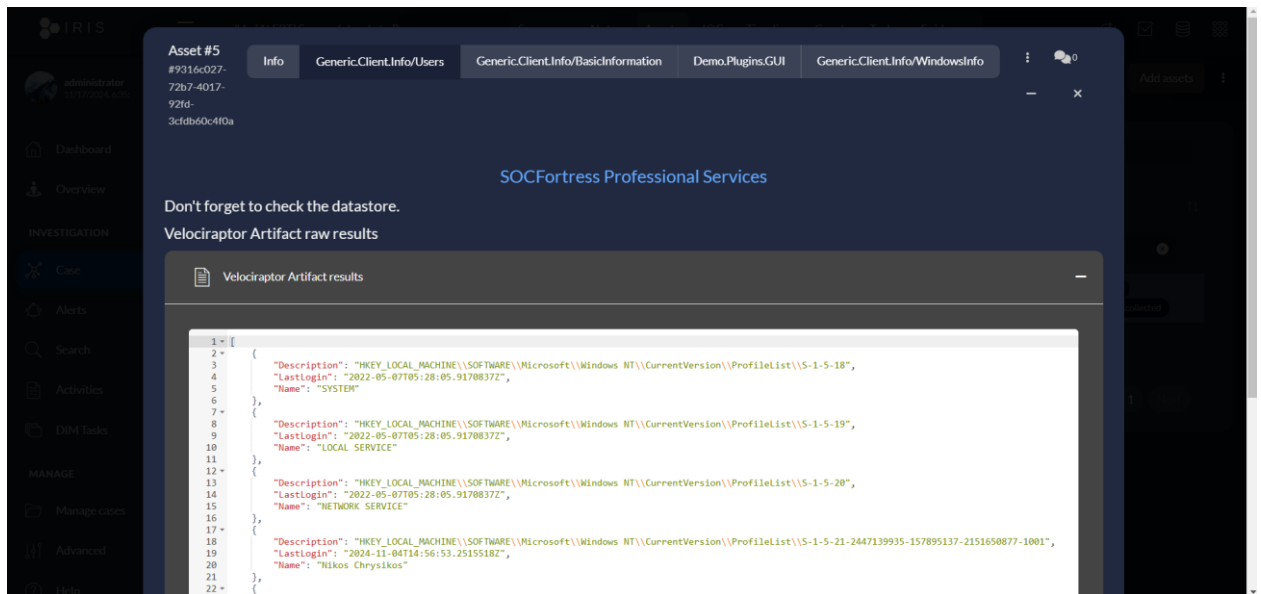 IRIS
administrator
Dashboard
Overview
INVESTIGATION
Case
Alerts
Search
Activities
DIM Tasks
MANAGE
Manage cases
Advanced
Help
Add assets
Asset #5
#9316c027-
72b7-4017-
92fd-
3cfdb60c4f0a
Info
Generic.Client.Info/Users
Generic.Client.Info/BasicInformation
Demo.Plugins.GUI
Generic.Client.Info/WindowsInfo
0
SOCFortress Professional Services
Don't forget to check the datastore.
Velociraptor Artifact raw results
Velociraptor Artifact results
1 [
2 {
3 "Description": "HKEY_LOCAL_MACHINE\\SOFTWARE\\Microsoft\\Windows NT\\CurrentVersion\\ProfileList\\S-1-5-18",
4 "LastLogin": "2022-05-07T05:28:05.9170837Z",
5 "Name": "SYSTEM"
6 },
7 {
8 "Description": "HKEY_LOCAL_MACHINE\\SOFTWARE\\Microsoft\\Windows NT\\CurrentVersion\\ProfileList\\S-1-5-19",
9 "LastLogin": "2022-05-07T05:28:05.9170837Z",
10 "Name": "LOCAL SERVICE"
11 },
12 {
13 "Description": "HKEY_LOCAL_MACHINE\\SOFTWARE\\Microsoft\\Windows NT\\CurrentVersion\\ProfileList\\S-1-5-20",
14 "LastLogin": "2022-05-07T05:28:05.9170837Z",
15 "Name": "NETWORK SERVICE"
16 },
17 {
18 "Description": "HKEY_LOCAL_MACHINE\\SOFTWARE\\Microsoft\\Windows NT\\CurrentVersion\\ProfileList\\S-1-5-21-2447139935-157895137-2151650877-1001",
19 "LastLogin": "2024-11-04T14:56:53.2515518Z",
20 "Name": "Nikos Chrysikos"
21 },
22 {
1